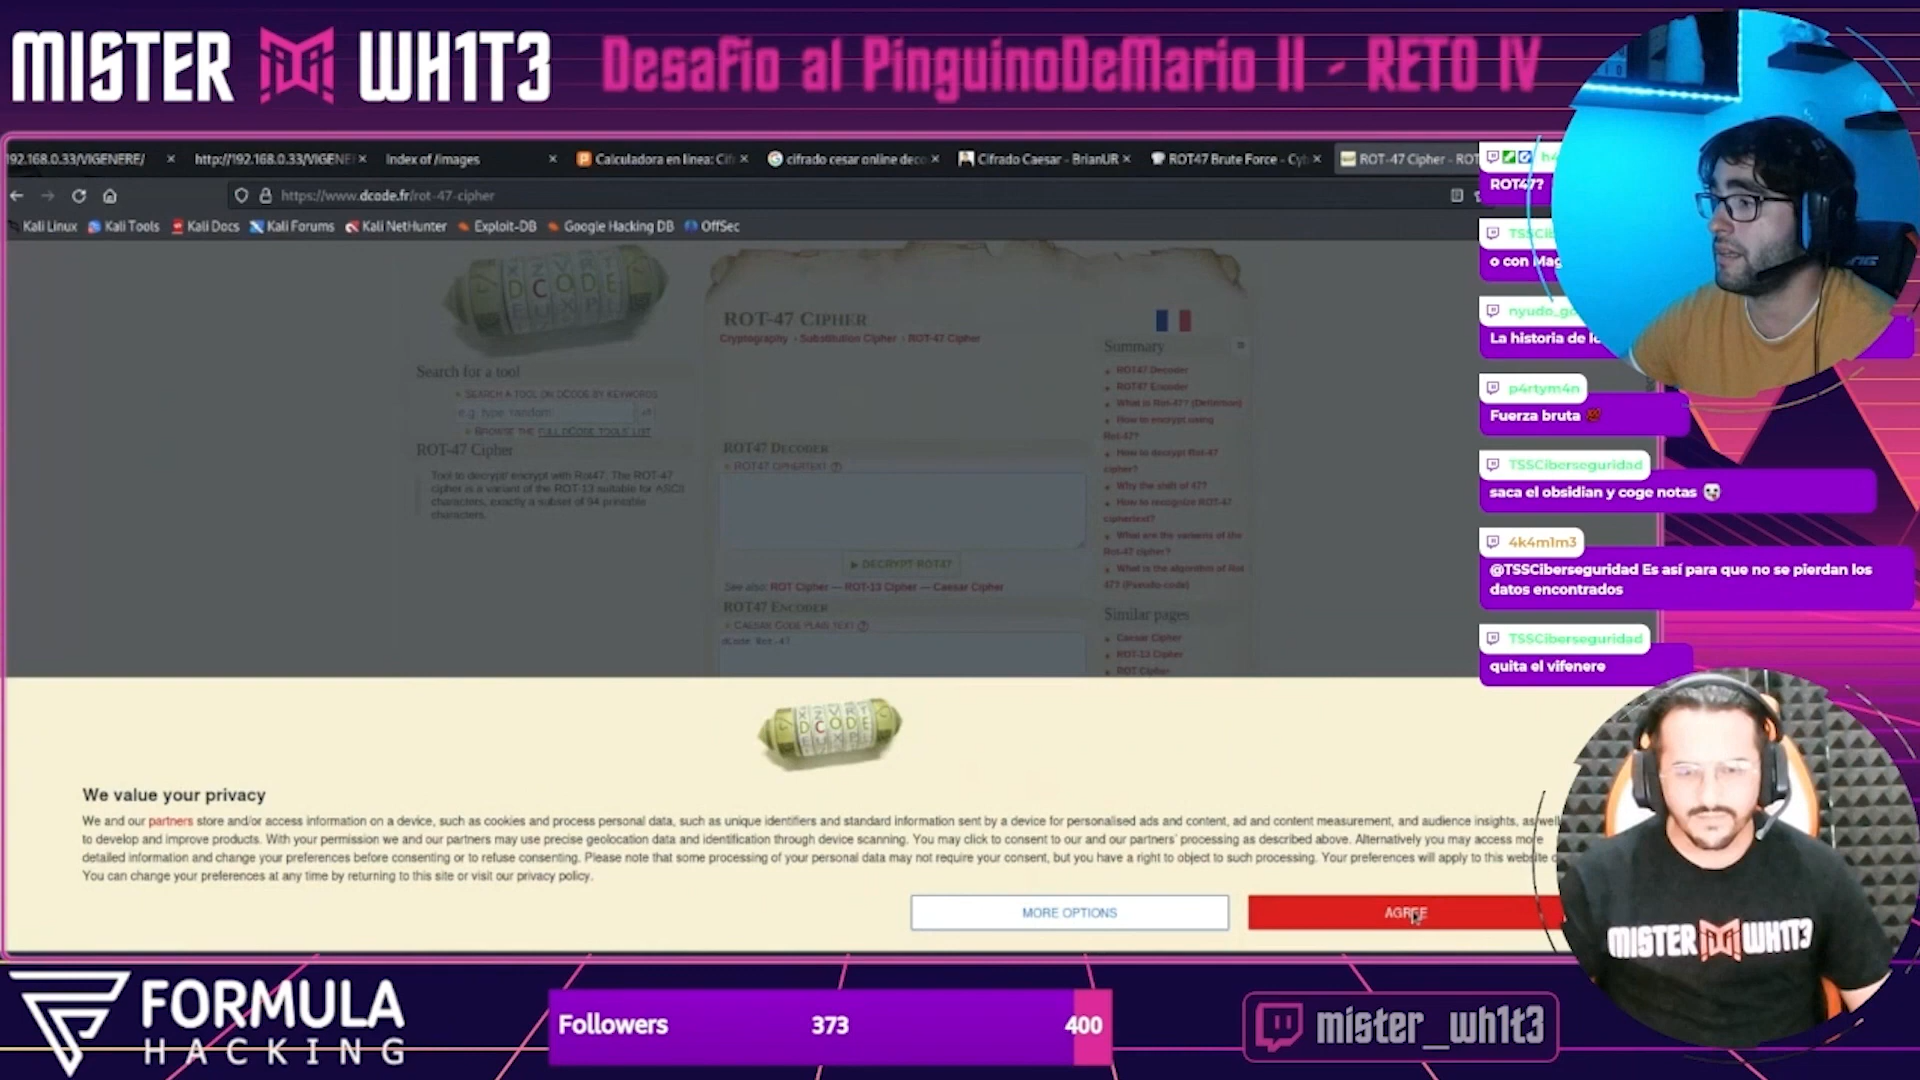 MISTER WH1T3
Desafío al PinguinoDeMario II - RETO IV
192.168.0.33/VIGENERE/
http://192.168.0.33/VIGENE
Index of /images
Calculadora en línea: Cif
cifrado cesar online deco
Cifrado Caesar - BrianUR
ROT47 Brute Force - Cyb
ROT-47 Cipher - ROT
https://www.dcode.fr/rot-47-cipher
Kali Linux
Kali Tools
Kali Docs
Kali Forums
Kali NetHunter
Exploit-DB
Google Hacking DB
OffSec
DCODE
Search for a tool
SEARCH A TOOL ON DCODE BY KEYWORDS
e.g. type 'random'
BROWSE THE FULL DCODE TOOLS LIST
ROT-47 Cipher
Tool to decrypt/ encrypt with Rot47. The ROT-47
cipher is a variant of the ROT-13 suitable for ASCII
characters, exactly a subset of 94 printable
characters.
ROT-47 CIPHER
Cryptography › Substitution Cipher › ROT-47 Cipher
ROT47 DECODER
ROT47 CIPHERTEXT
DECRYPT ROT47
See also: ROT Cipher — ROT-13 Cipher — Caesar Cipher
ROT47 ENCODER
CAESAR CODE PLAIN TEXT
dCode Rot-47
Summary
ROT47 Decoder
ROT47 Encoder
What is Rot-47? (Definition)
How to encrypt using
Rot-47?
How to decrypt Rot-47
cipher?
Why the shift of 47?
How to recognize ROT-47
ciphertext?
What are the variants of the
Rot-47 cipher?
What is the algorithm of Rot
47? (Pseudo-code)
Similar pages
Caesar Cipher
ROT-13 Cipher
ROT Cipher
DCODE
We value your privacy
We and our partners store and/or access information on a device, such as cookies and process personal data, such as unique identifiers and standard information sent by a device for personalised ads and content, ad and content measurement, and audience insights, as well
to develop and improve products. With your permission we and our partners may use precise geolocation data and identification through device scanning. You may click to consent to our and our partners' processing as described above. Alternatively you may access more
detailed information and change your preferences before consenting or to refuse consenting. Please note that some processing of your personal data may not require your consent, but you have a right to object to such processing. Your preferences will apply to this website
You can change your preferences at any time by returning to this site or visit our privacy policy.
MORE OPTIONS
AGREE
h4
ROT47?
TSSCib
o con Mag
nyudo_go
La historia de
p4rtym4n
Fuerza bruta 💯
TSSCiberseguridad
saca el obsidian y coge notas
4k4m1m3
@TSSCiberseguridad Es así para que no se pierdan los
datos encontrados
TSSCiberseguridad
quita el vifenere
MISTER WH1T3
FORMULA
HACKING
Followers 373 400
mister_wh1t3